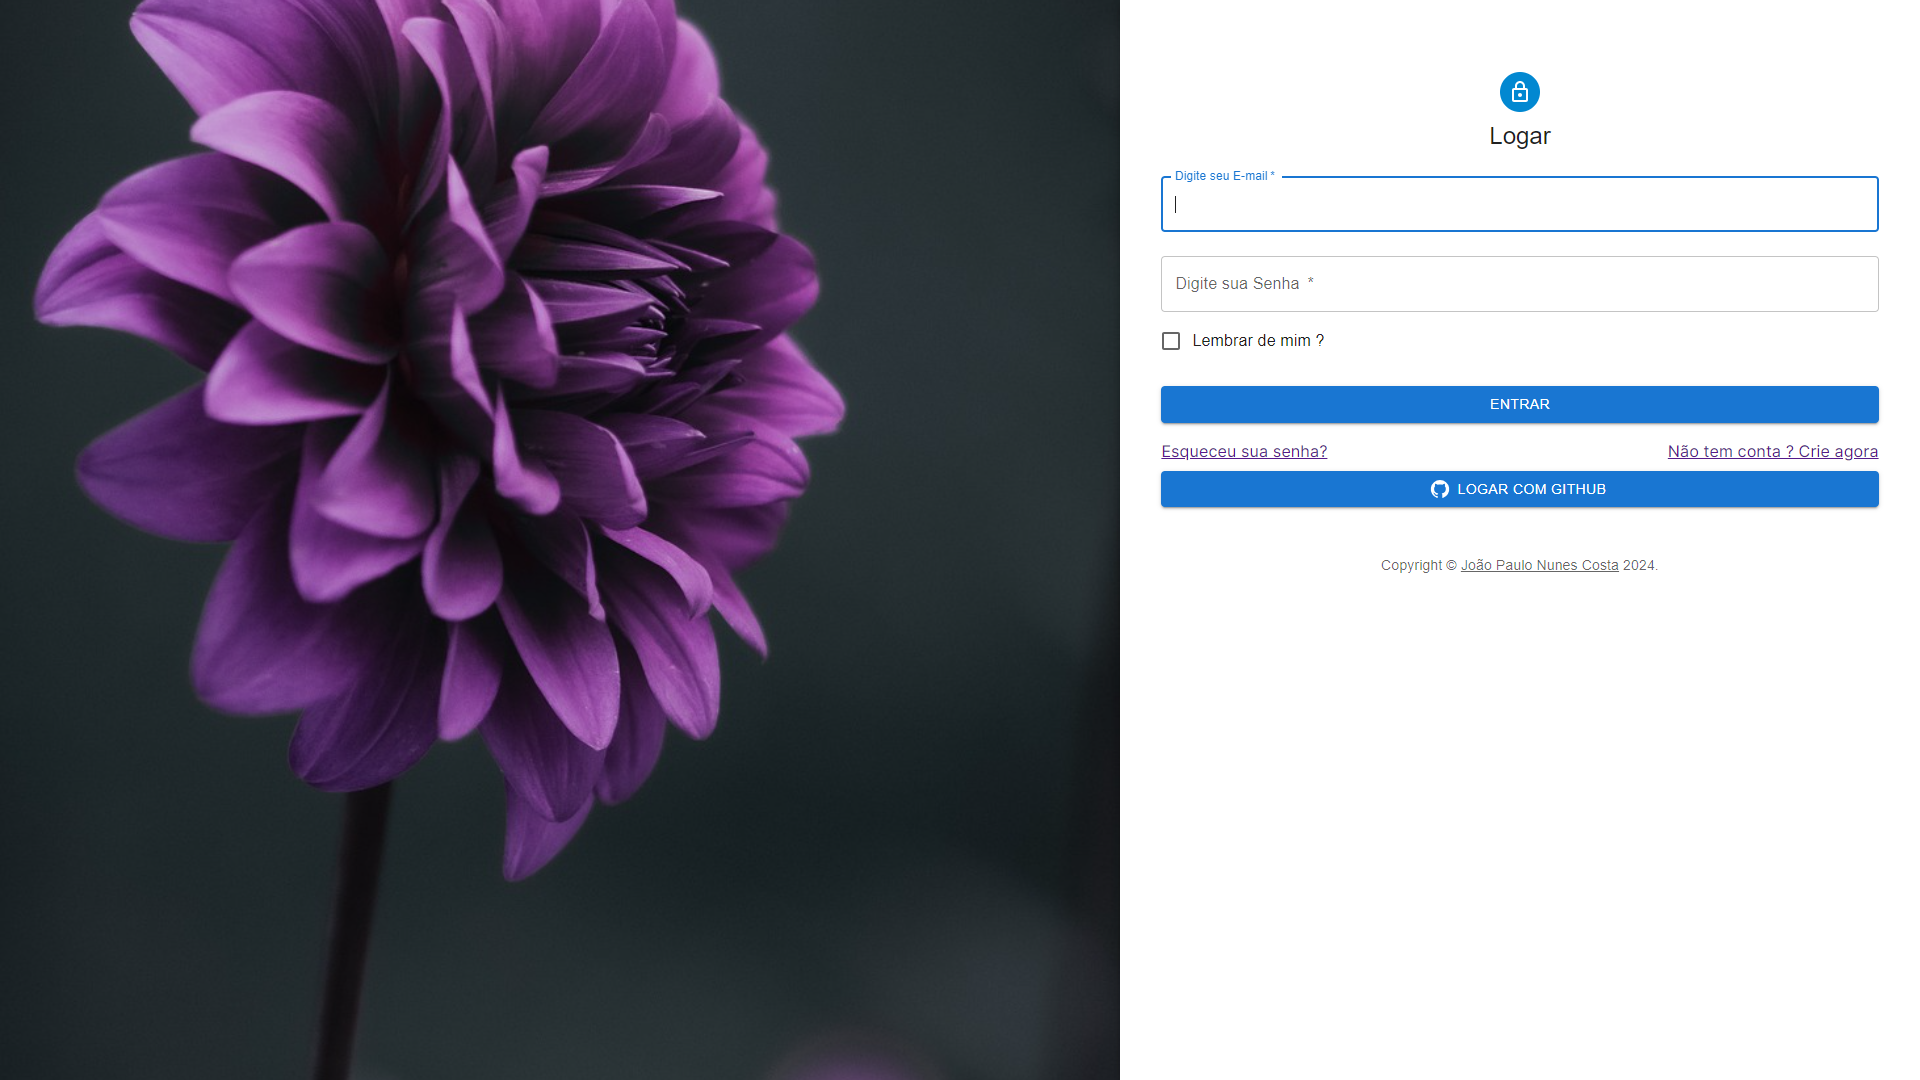 Logar
Digite seu E-mail *
Digite sua Senha *
Lembrar de mim ?
ENTRAR
Esqueceu sua senha? Não tem conta ? Crie agora
LOGAR COM GITHUB
Copyright © João Paulo Nunes Costa 2024.